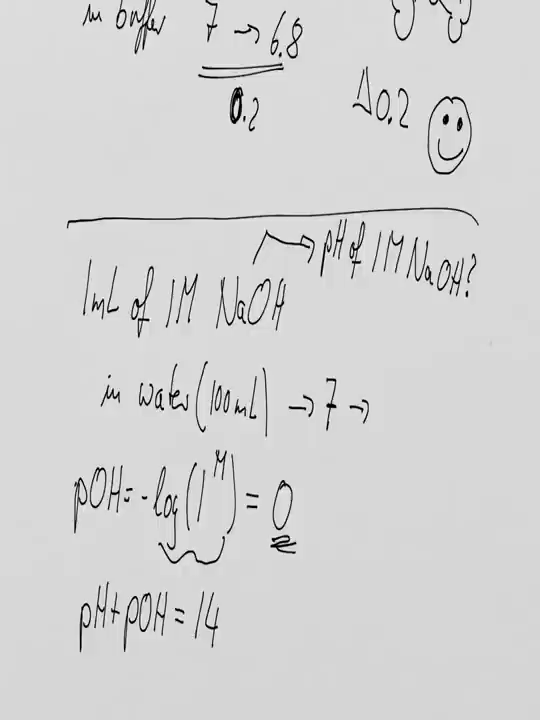 in buffer 7 → 6.8
0.2
Δ0.2
→ pH of 1M NaOH?
1mL of 1M NaOH
in water (100mL) → 7 →
pOH = -log(1ᴹ) = 0
pH + pOH = 14